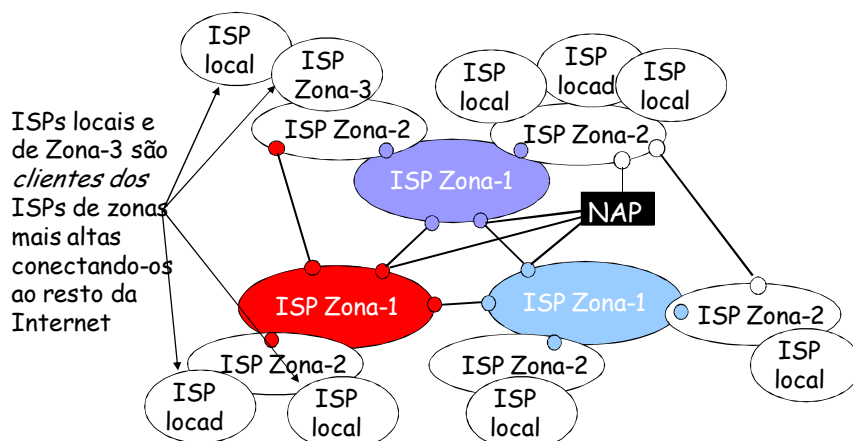 ISP
local
ISP
Zona-3
ISP Zona-2
ISP
local
ISP
locad
ISP
local
ISP Zona-2
ISPs locais e
de Zona-3 são
clientes dos
ISPs de zonas
mais altas
conectando-os
ao resto da
Internet
ISP Zona-1
NAP
ISP Zona-1
ISP Zona-1
ISP Zona-2
ISP Zona-2
ISP Zona-2
ISP
local
ISP
locad
ISP
local
ISP
local